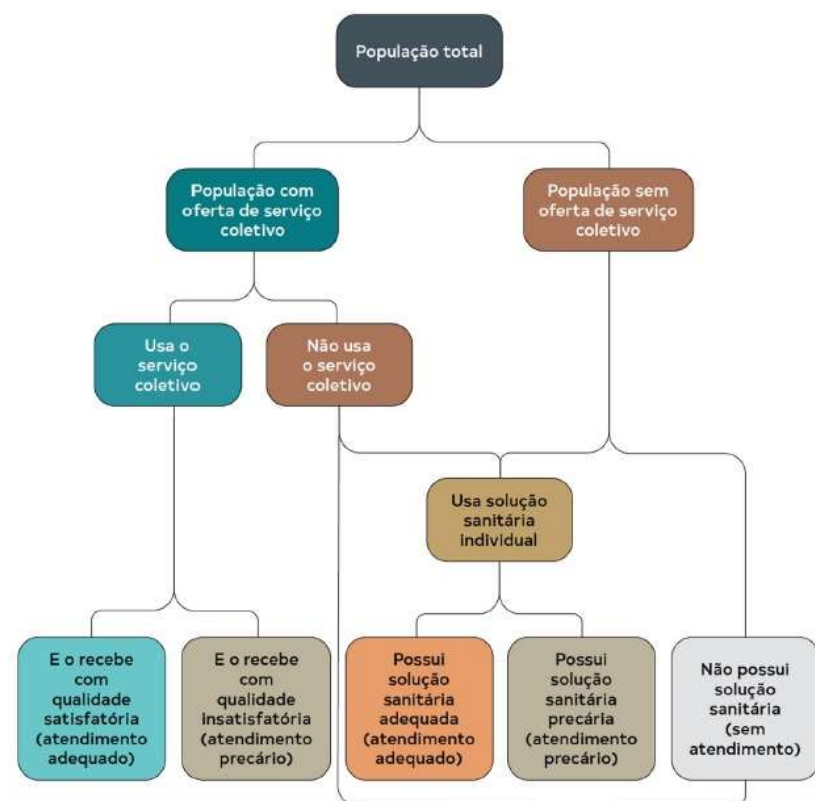 População total
População com
oferta de serviço
coletivo
População sem
oferta de serviço
coletivo
Usa o
serviço
coletivo
Não usa
o serviço
coletivo
Usa solução
sanitária
individual
E o recebe
com
qualidade
satisfatória
(atendimento
adequado)
E o recebe
com
qualidade
insatisfatória
(atendimento
precário)
Possui
solução
sanitária
adequada
(atendimento
adequado)
Possui
solução
sanitária
precária
(atendimento
precário)
Não possui
solução
sanitária
(sem
atendimento)